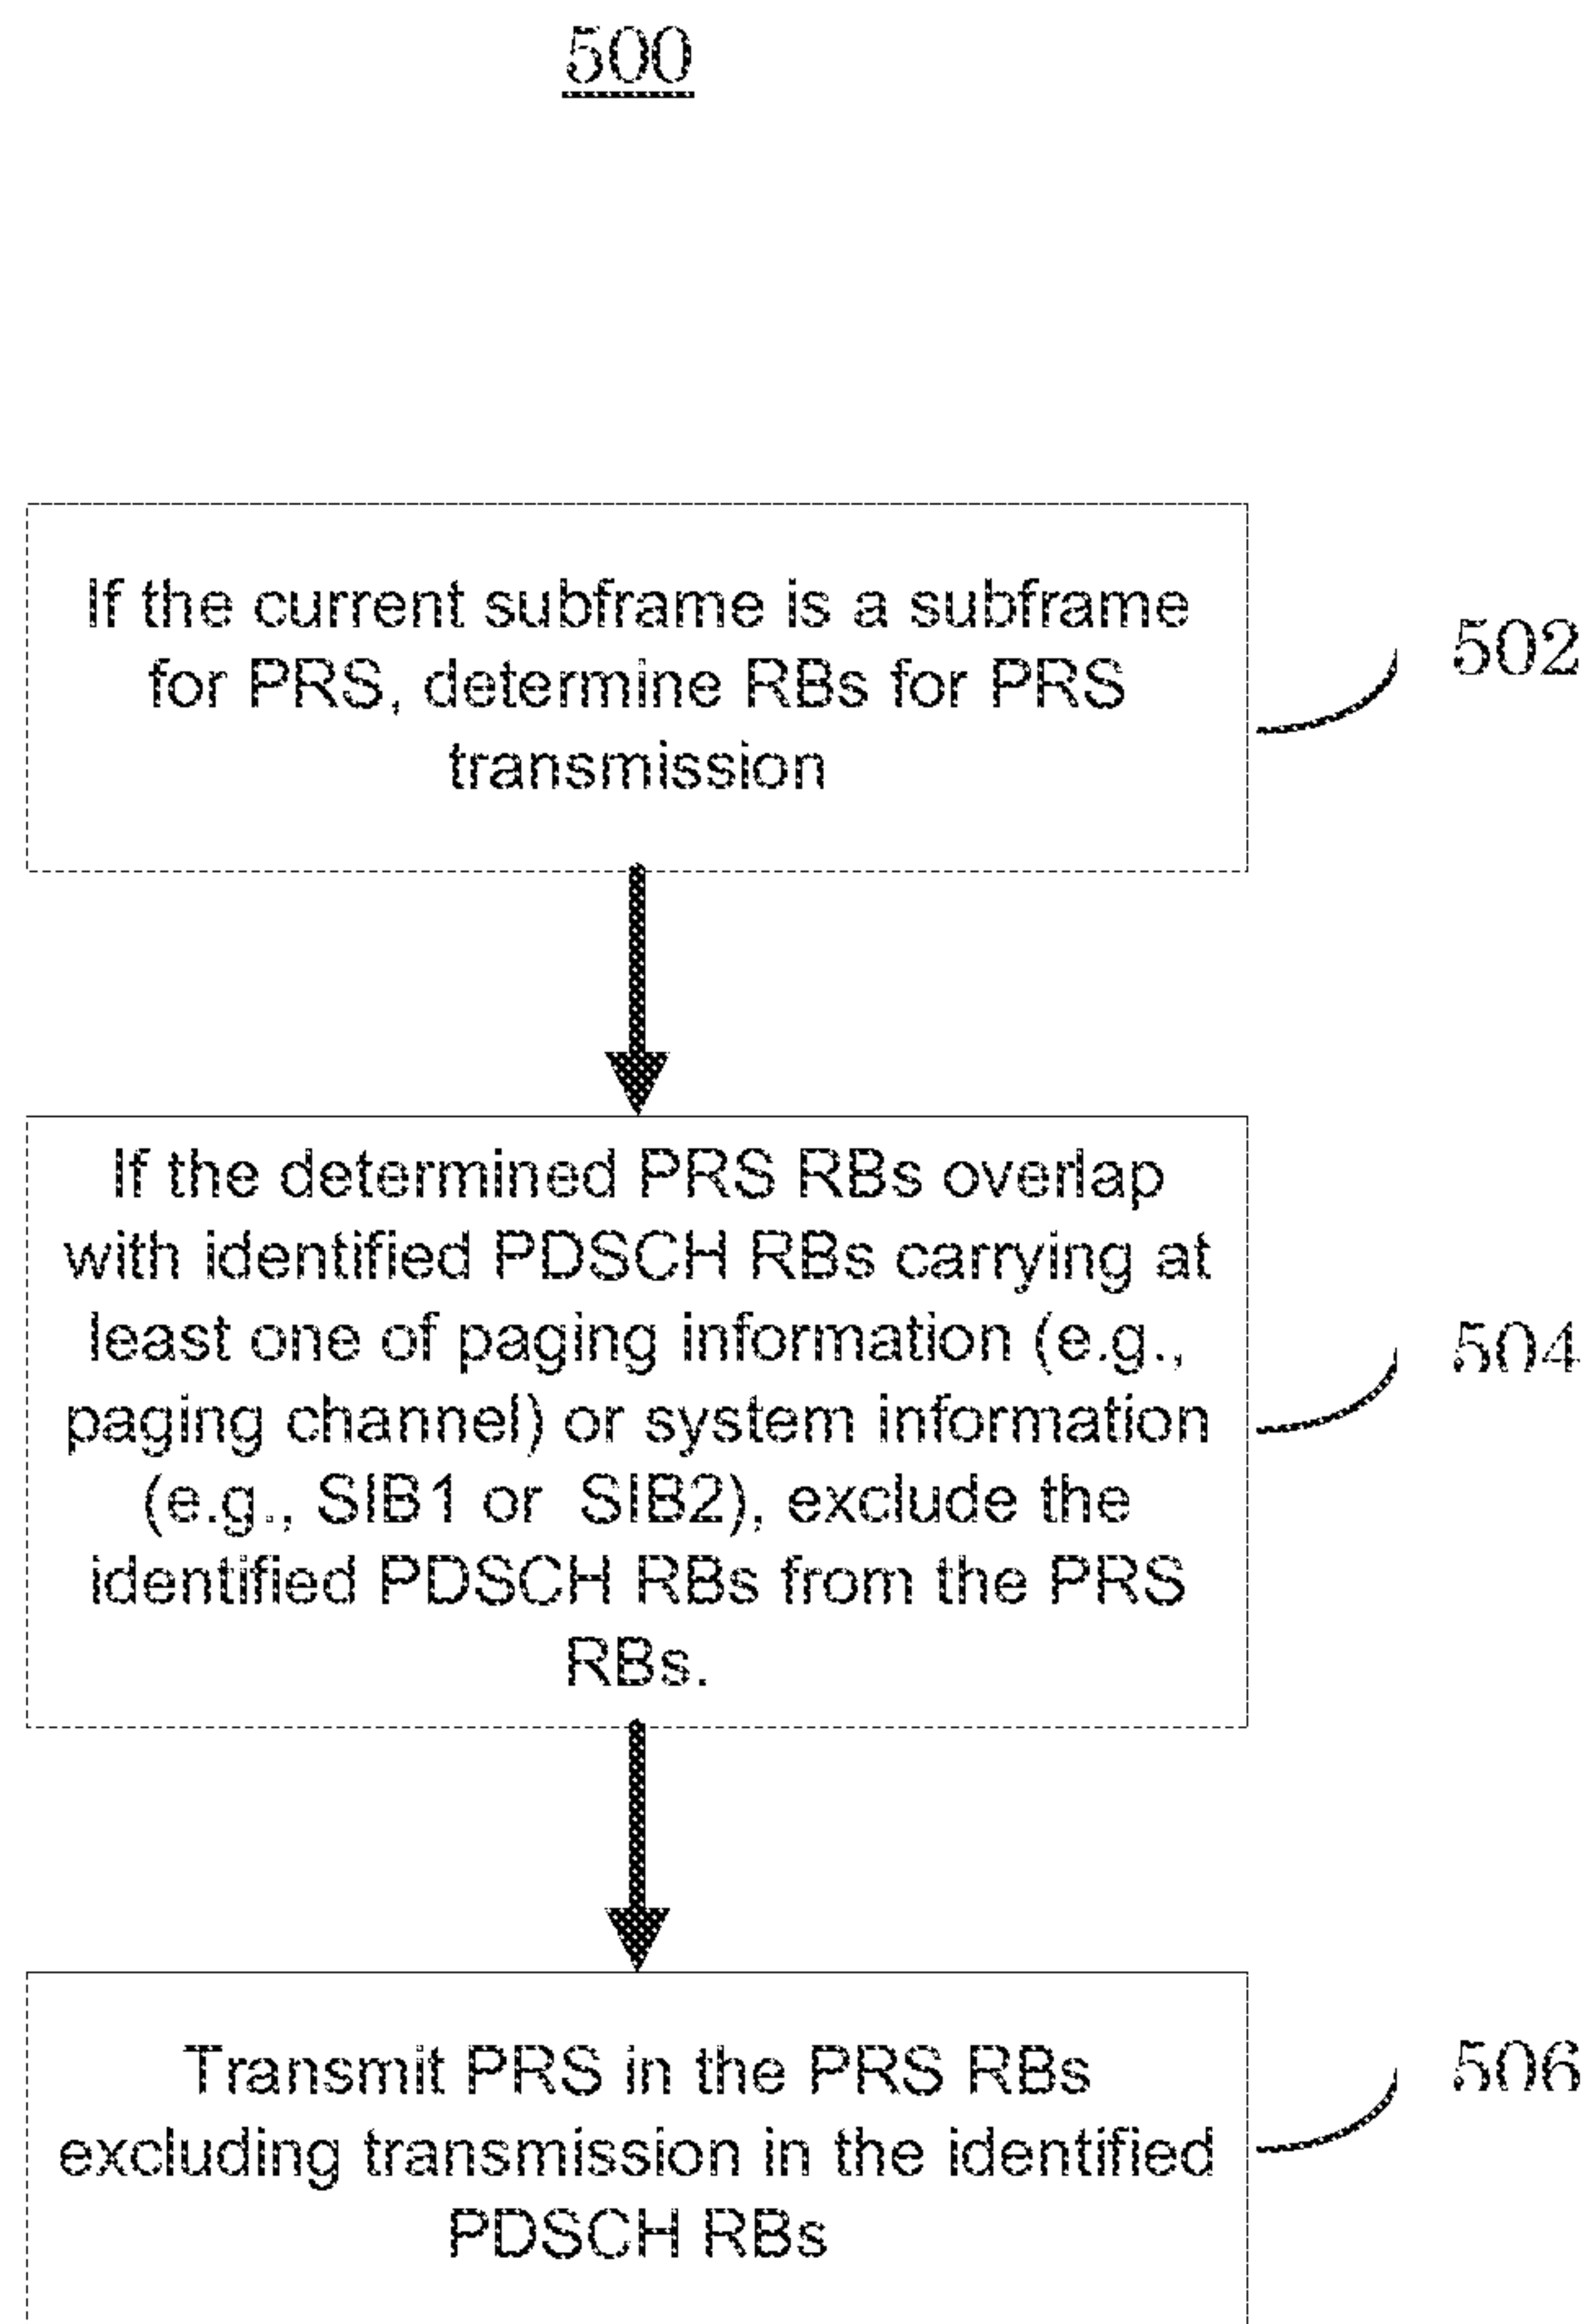 500
If the current subframe is a subframe
for PRS, determine RBs for PRS
transmission
502
If the determined PRS RBs overlap
with identified PDSCH RBs carrying at
least one of paging information (e.g.,
paging channel) or system information
(e.g., SIB1 or SIB2), exclude the
identified PDSCH RBs from the PRS
RBs.
504
Transmit PRS in the PRS RBs
excluding transmission in the identified
PDSCH RBs
506